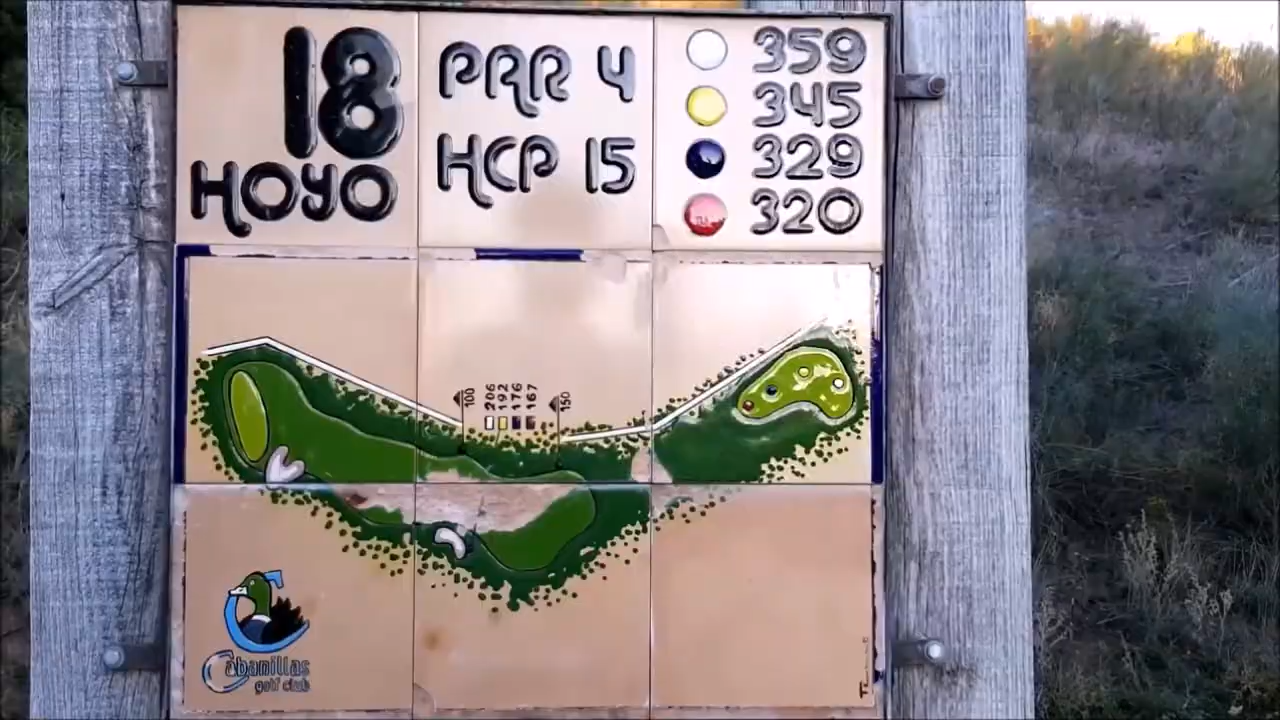 18
HOYO
PAR 4
HCP 15
359
345
329
320
100
206
192
176
167
150
Cabanillas
golf club